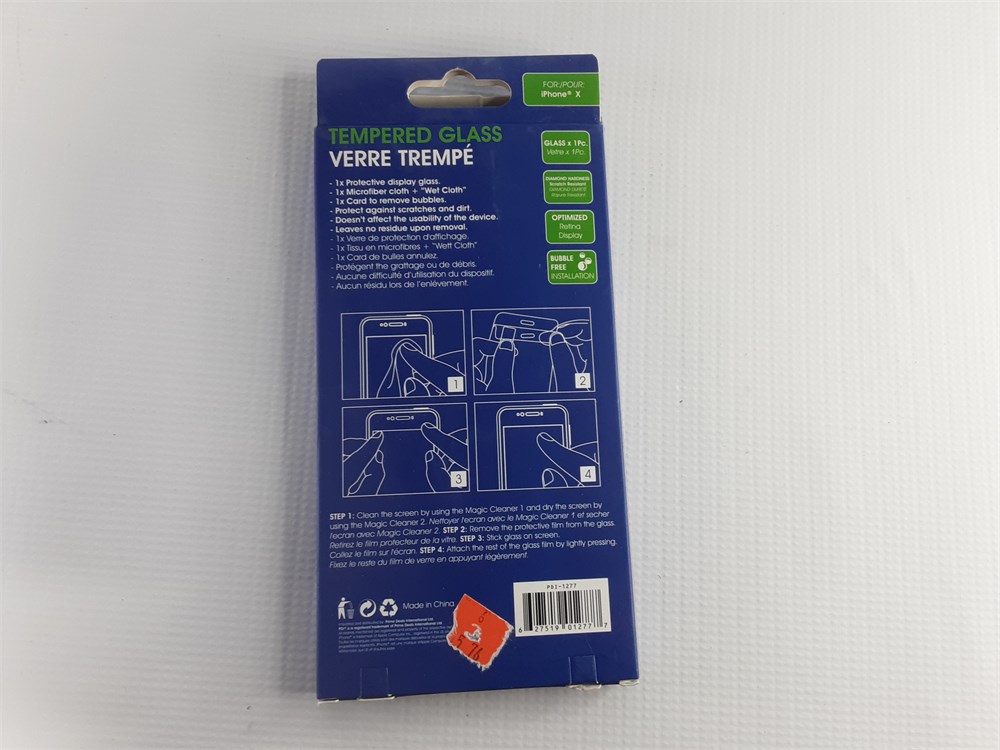 FOR:/POUR:
iPhone® X
TEMPERED GLASS
VERRE TREMPÉ
GLASS x 1Pc.
Verre x 1Pc.
- 1x Protective display glass.
- 1x Microfiber cloth + "Wet Cloth"
- 1x Card to remove bubbles.
- Protect against scratches and dirt.
- Doesn't affect the usability of the device.
- Leaves no residue upon removal.
- 1x Verre de protection d'affichage.
- 1x Tissu en microfibres + "Wett Cloth"
- 1x Card de bulles annulez.
- Protégent the grattage ou de débris.
- Aucune difficulté d'utilisation du dispositif.
- Aucun résidu lors de l'enlèvement.
DIAMOND HARDNESS
Scratch Resistant
DIAMOND DURETÉ
OPTIMIZED
Retina
Display
BUBBLE
FREE
INSTALLATION
1
2
3
4
STEP 1: Clean the screen by using the Magic Cleaner 1 and dry the screen by
using the Magic Cleaner 2. Nettoyer l'ecran avec le Magic Cleaner 1 et secher
l'ecran avec Magic Cleaner 2. STEP 2: Remove the protective film from the glass.
Retirez le film protecteur de la vitre. STEP 3: Stick glass on screen.
Collez le film sur l'écran. STEP 4: Attach the rest of the glass film by lightly pressing.
Fixez le reste du film de verre en appuyant légèrement.
PDI-1277
6 27519 01277 7
Made in China